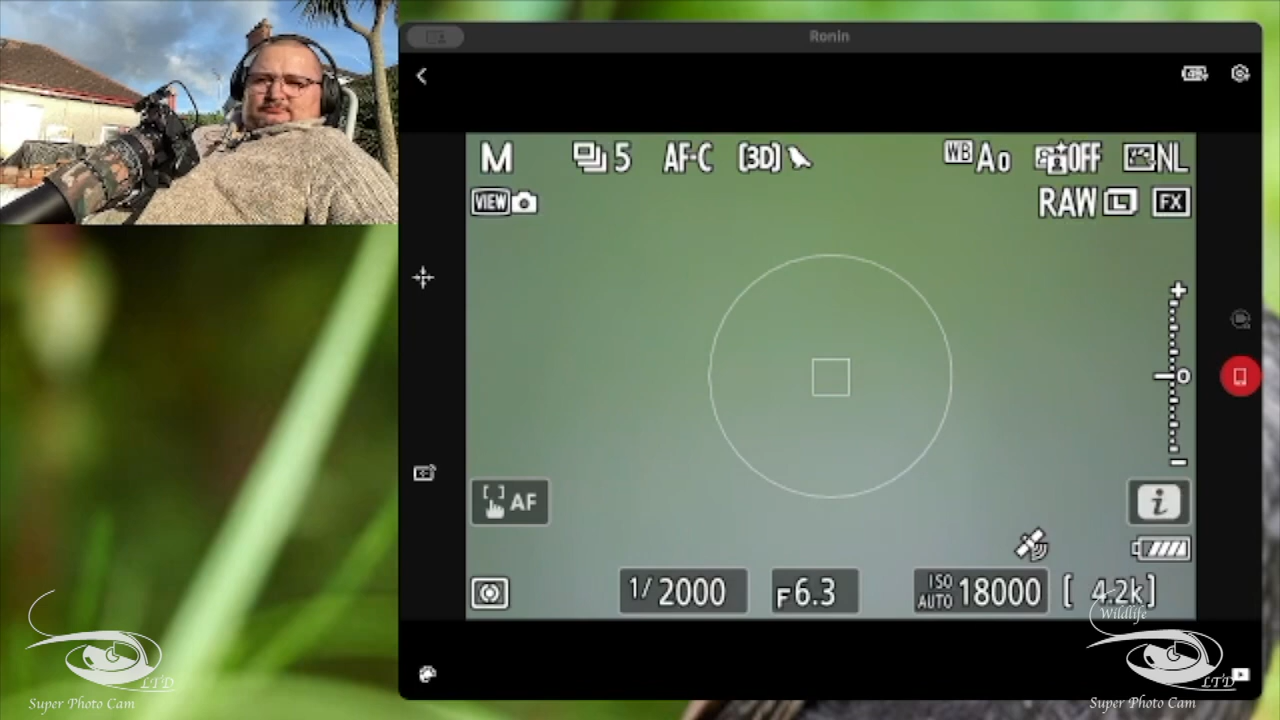 Ronin
M 5 AF-C [3D] WB A0 OFF NL
VIEW RAW L FX
+
0
-
AF i
1/2000 F6.3 ISO AUTO 18000 [4.2k]
Wildlife
LTD
Super Photo Cam
LTD
Super Photo Cam